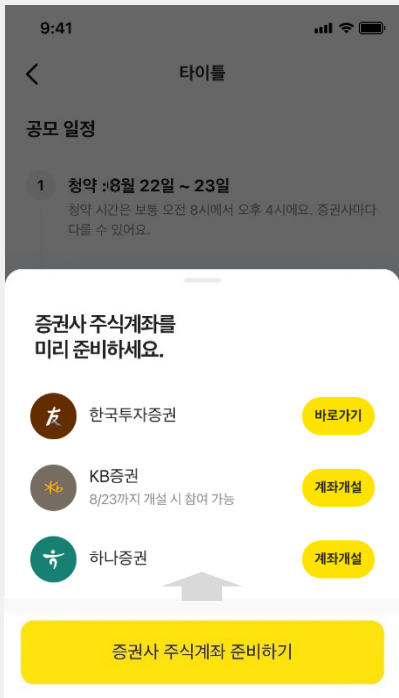 9:41
타이틀
공모 일정
1 청약 :8월 22일 ~ 23일
청약 시간은 보통 오전 8시에서 오후 4시에요. 증권사마다
다를 수 있어요.
증권사 주식계좌를
미리 준비하세요.
友 한국투자증권 바로가기
Kb KB증권 계좌개설
8/23까지 개설 시 참여 가능
하나증권 계좌개설
증권사 주식계좌 준비하기